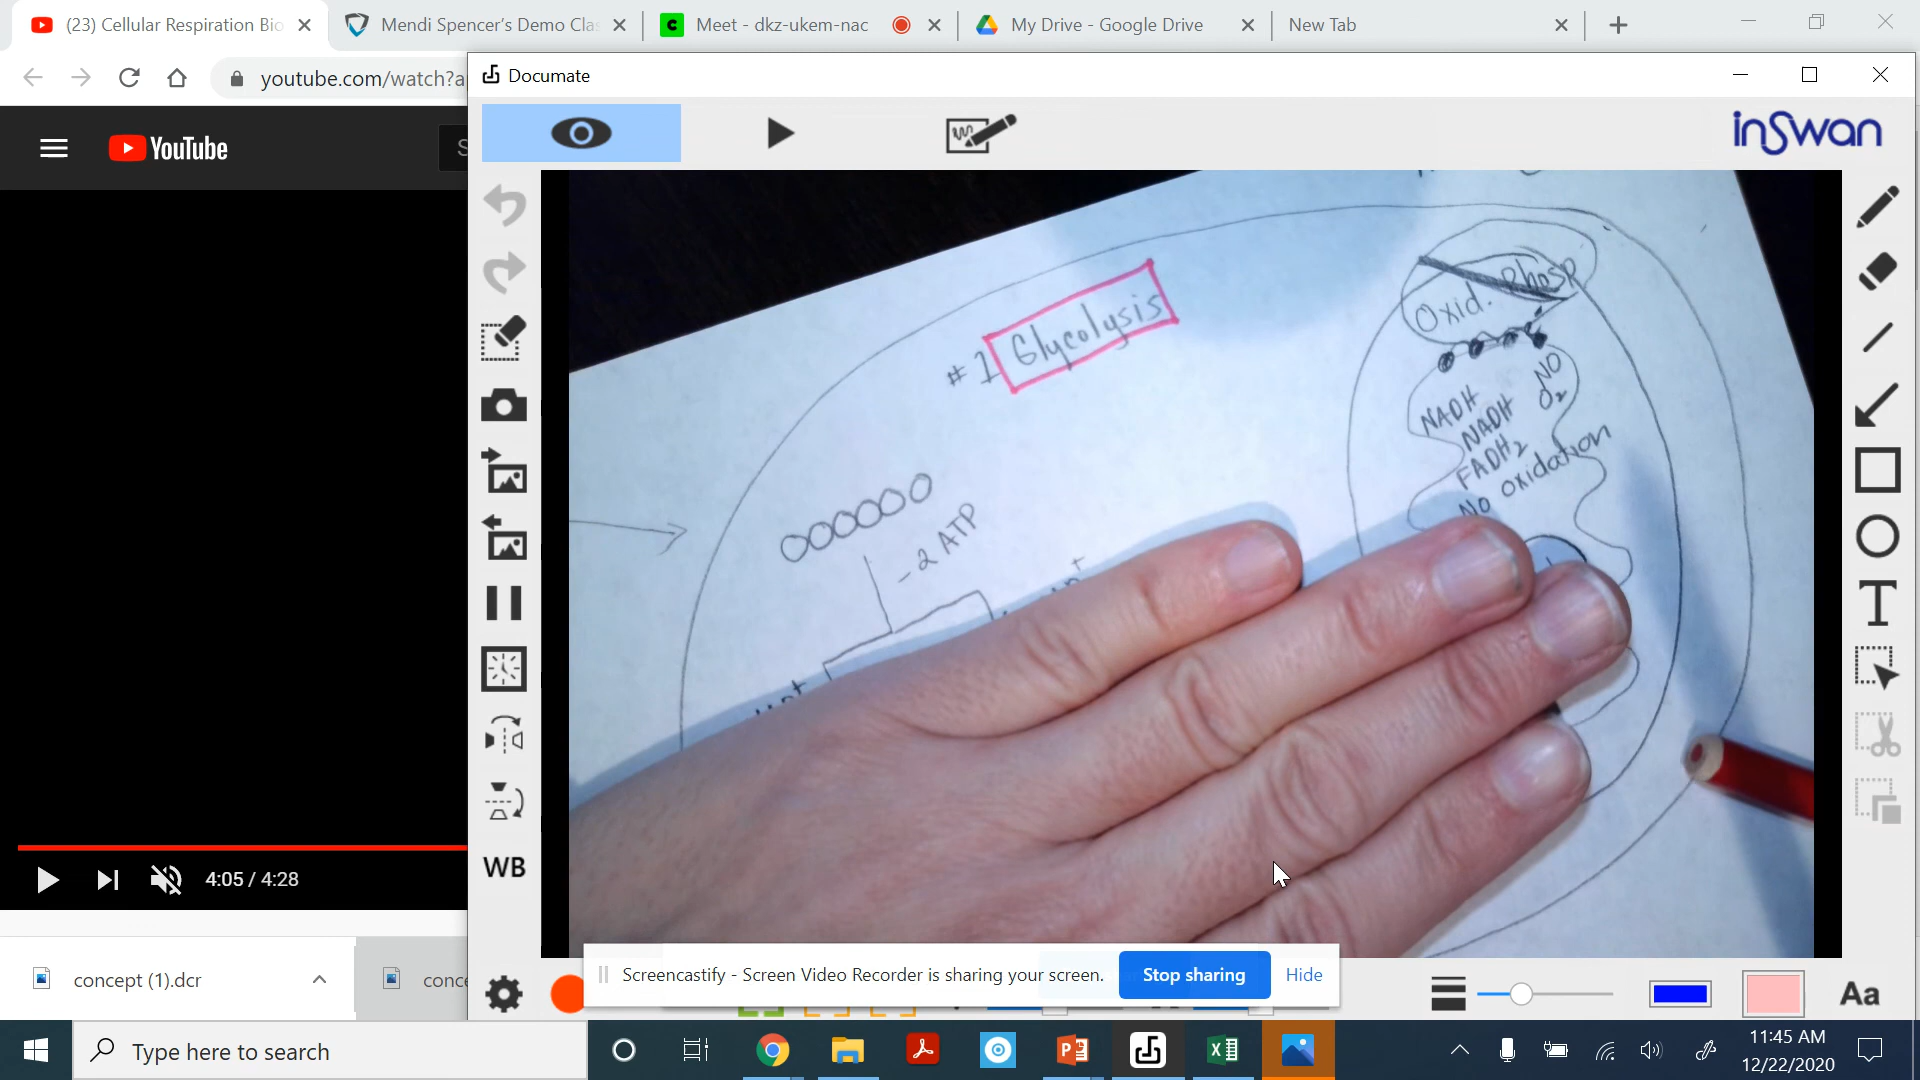 (23) Cellular Respiration Bio
Mendi Spencer's Demo Clas
Meet - dkz-ukem-nac
My Drive - Google Drive
New Tab
youtube.com/watch?a
Documate
YouTube
S
inSwan
#1 Glycolysis
Oxid. Phosp
NADH
NADH
FADH2
NO
O2
No oxidation
-2 ATP
WB
4:05 / 4:28
T
concept (1).dcr
conce
Screencastify - Screen Video Recorder is sharing your screen.
Stop sharing
Hide
Aa
Type here to search
11:45 AM
12/22/2020